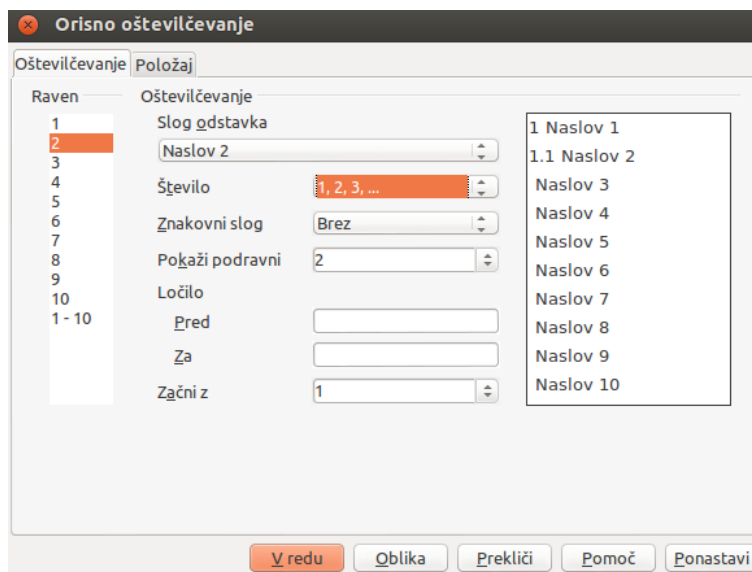 Orisno oštevilčevanje
Oštevilčevanje Položaj
Raven
1
2
3
4
5
6
7
8
9
10
1 - 10
Oštevilčevanje
Slog odstavka
Naslov 2
Število 1, 2, 3, ...
Znakovni slog Brez
Pokaži podravni 2
Ločilo
Pred
Za
Začni z 1
1 Naslov 1
1.1 Naslov 2
Naslov 3
Naslov 4
Naslov 5
Naslov 6
Naslov 7
Naslov 8
Naslov 9
Naslov 10
V redu Oblika Prekliči Pomoč Ponastavi